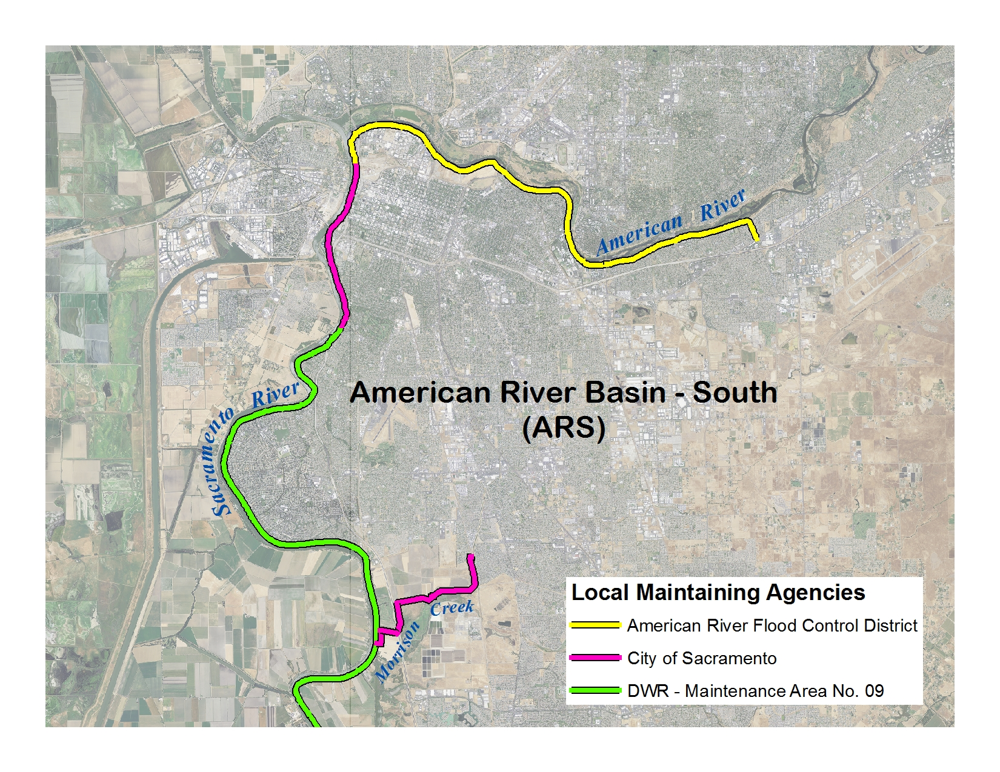 American River
American River Basin - South
(ARS)
Sacramento River
Morrison Creek
Local Maintaining Agencies
American River Flood Control District
City of Sacramento
DWR - Maintenance Area No. 09